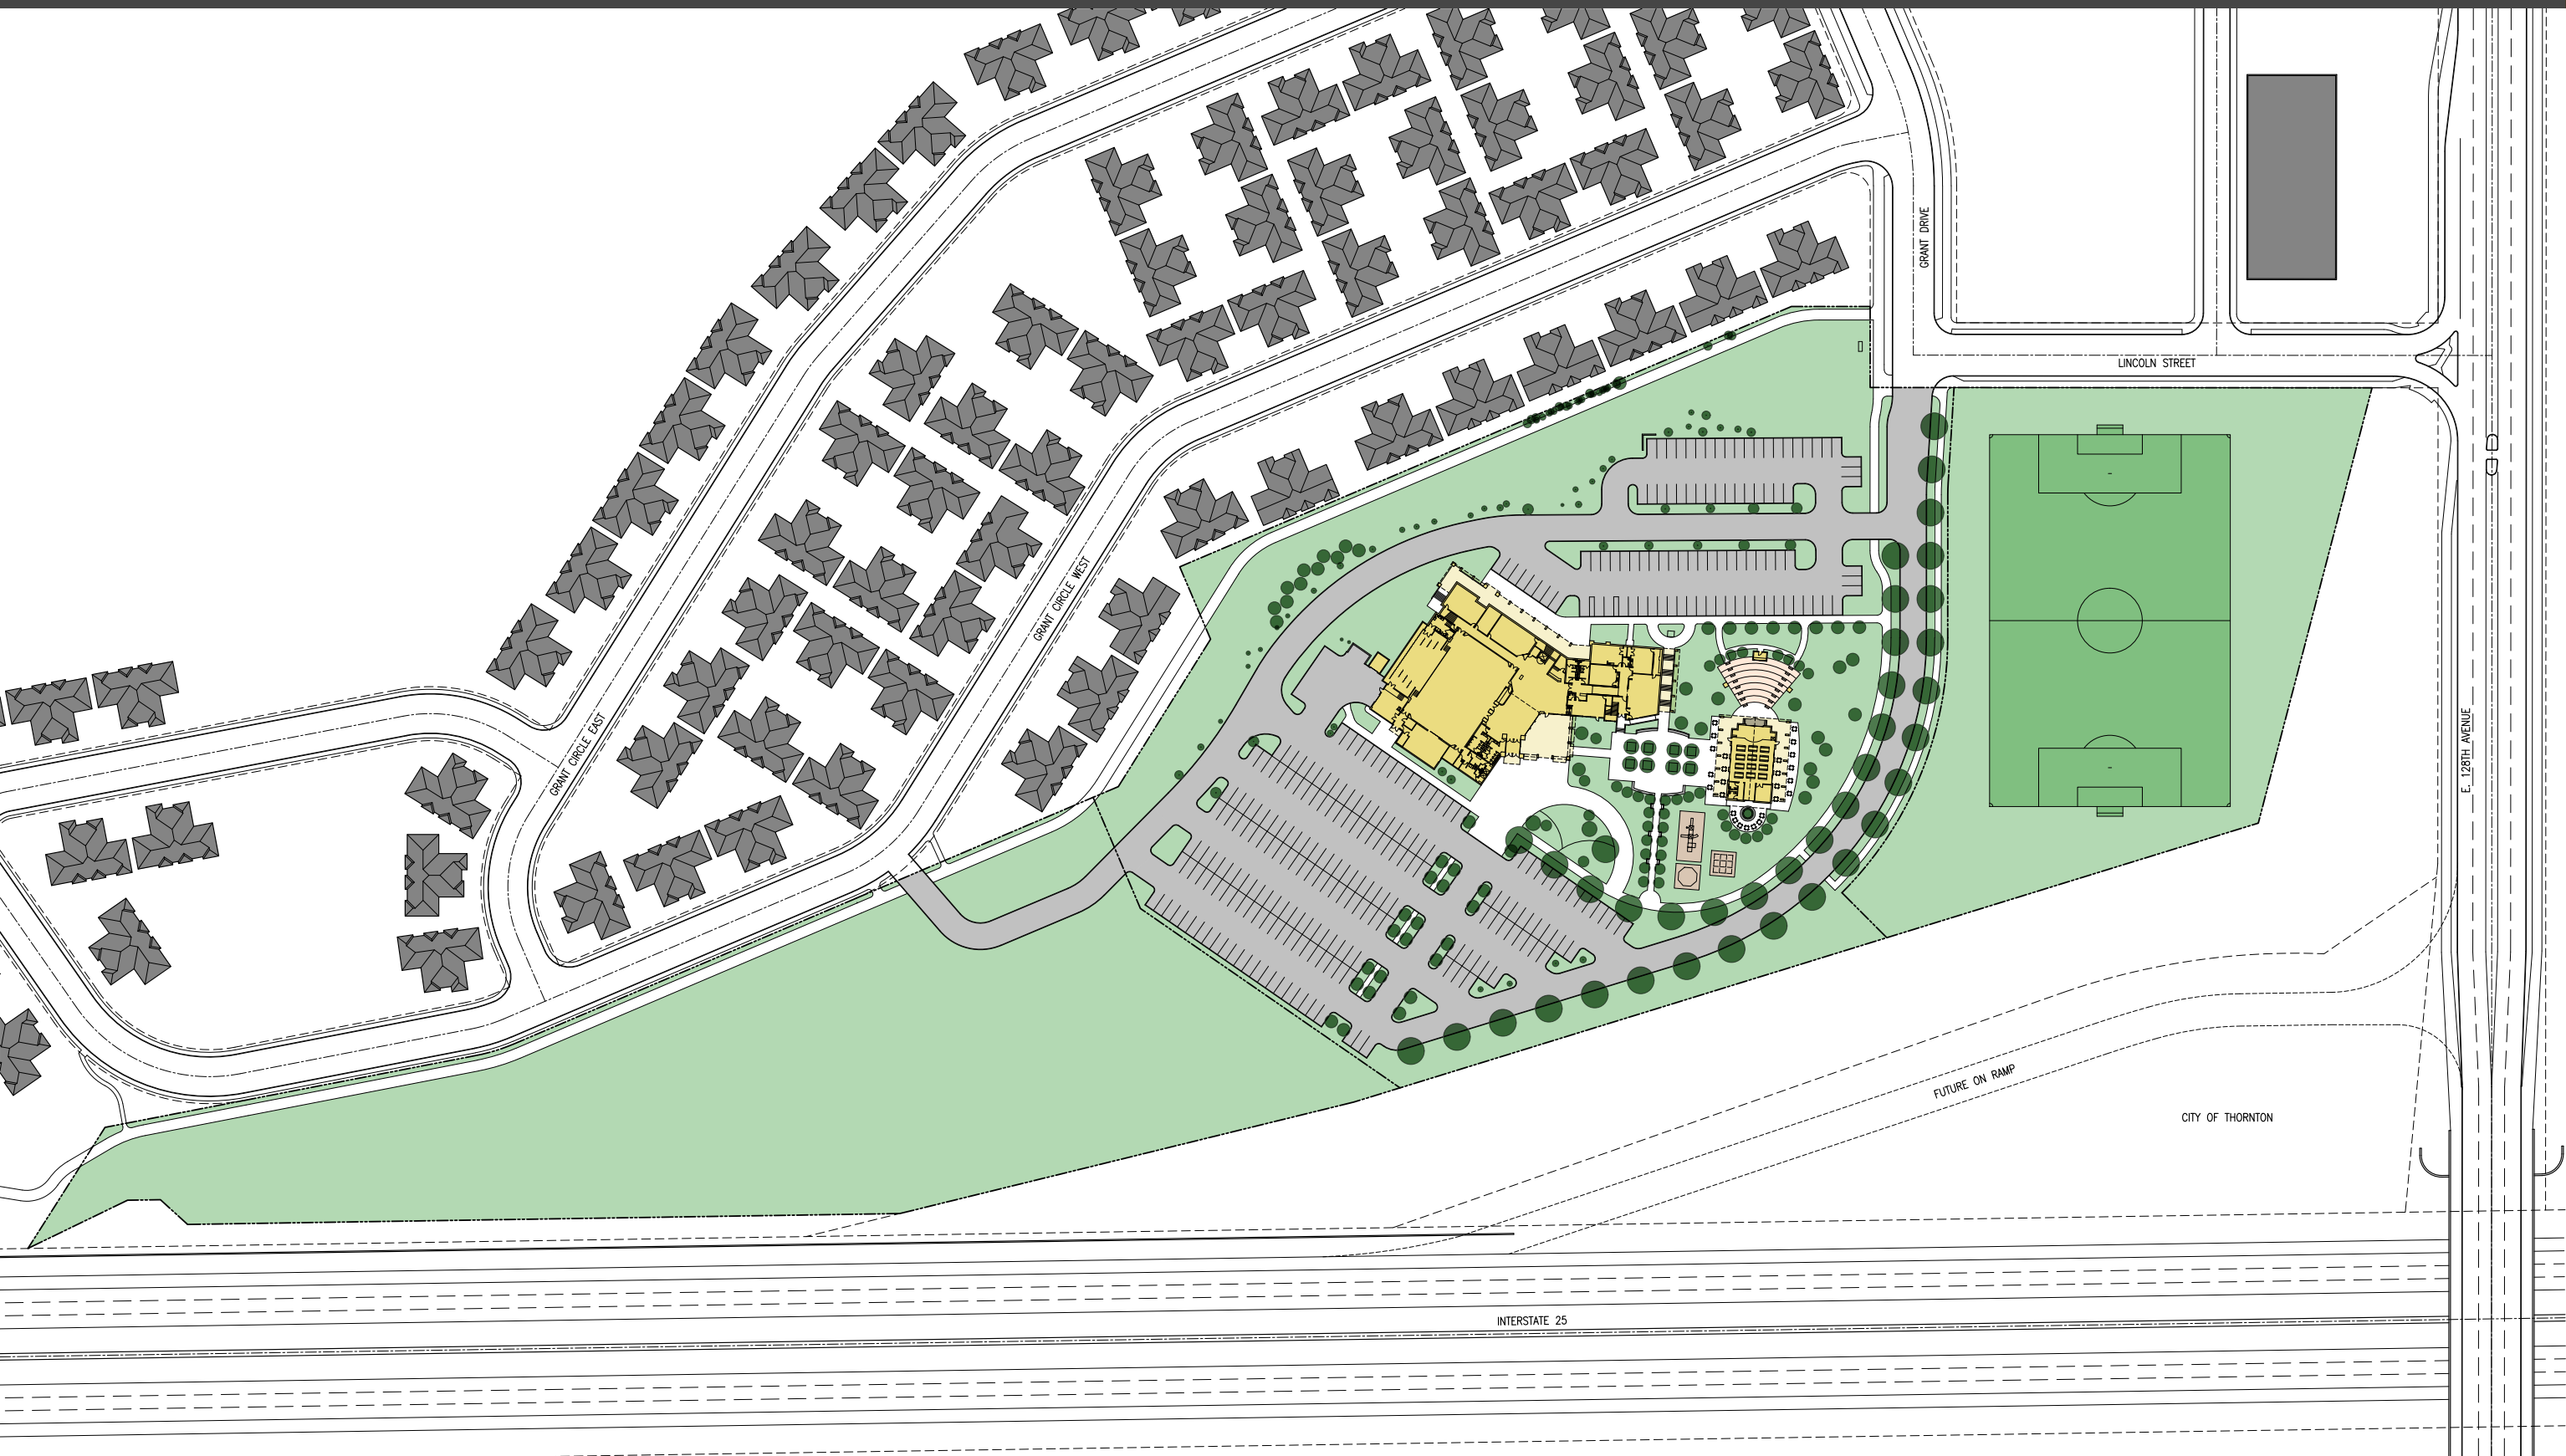 GRANT DRIVE
LINCOLN STREET
GRANT CIRCLE WEST
GRANT CIRCLE EAST
E. 128TH AVENUE
FUTURE ON RAMP
CITY OF THORNTON
INTERSTATE 25